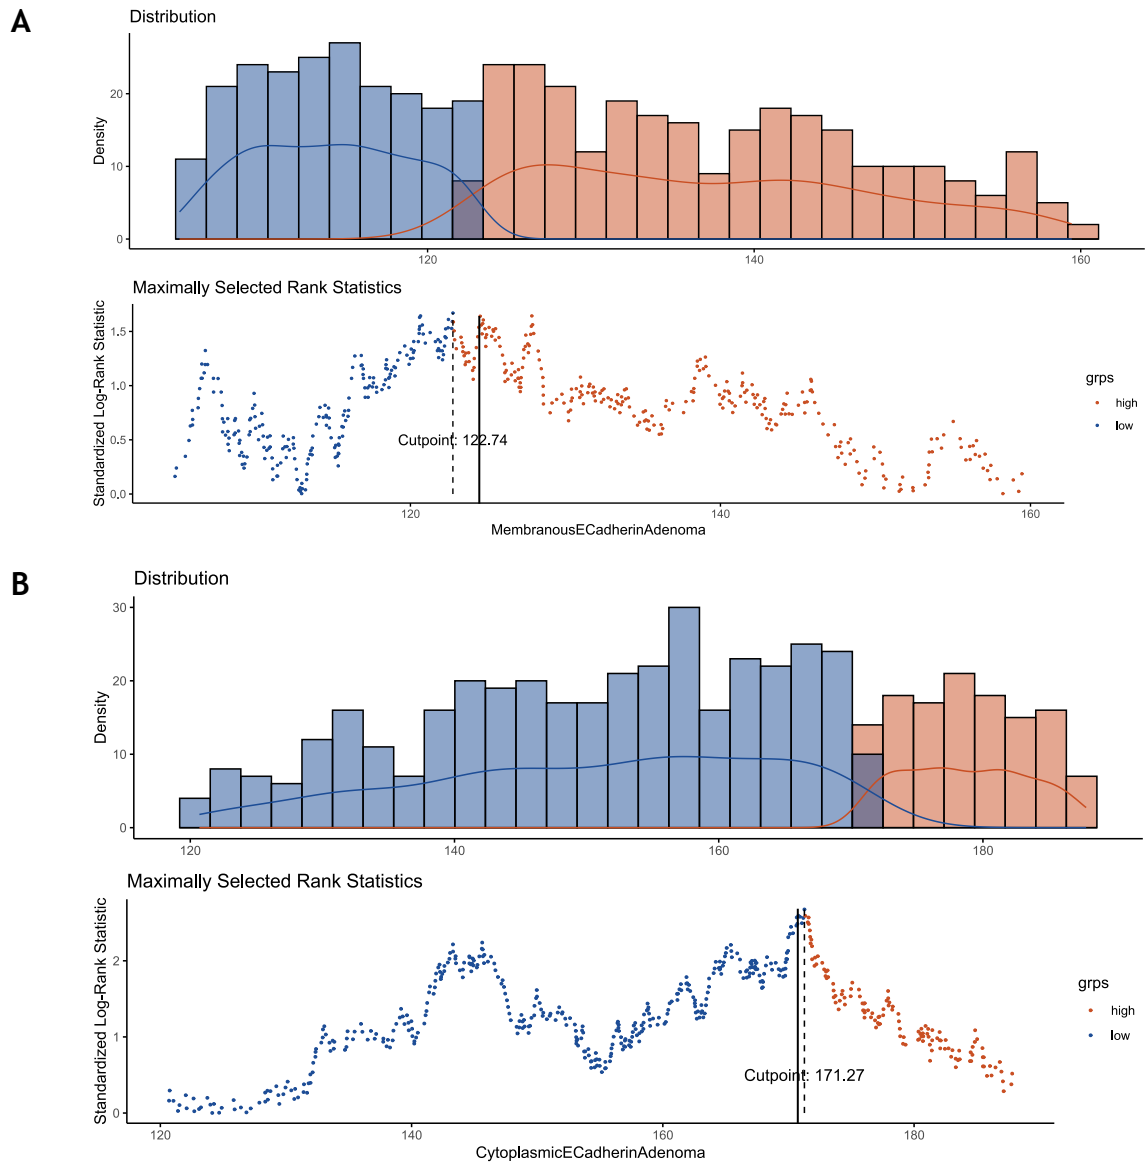 A
Distribution
Density
20
10
0
120
140
160
Maximally Selected Rank Statistics
Standardized Log-Rank Statistic
1.5
1.0
0.5
0.0
Cutpoint: 122.74
120
140
160
MembranousECadherinAdenoma
grps
high
low
B
Distribution
Density
30
20
10
0
120
140
160
180
Maximally Selected Rank Statistics
Standardized Log-Rank Statistic
2
1
0
Cutpoint: 171.27
120
140
160
180
CytoplasmicECadherinAdenoma
grps
high
low